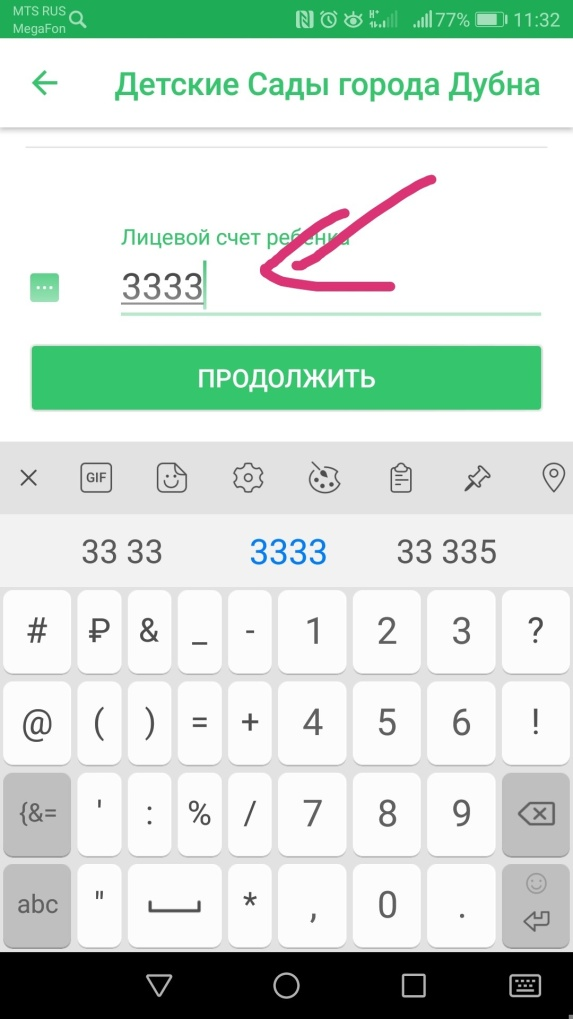 MTS RUS
MegaFon
77% 11:32
Детские Сады города Дубна
Лицевой счет ребенка
3333
ПРОДОЛЖИТЬ
GIF
33 33 3333 33 335
# ₽ & _ - 1 2 3 ?
@ ( ) = + 4 5 6 !
{&= ' : % / 7 8 9
abc " * , 0 .